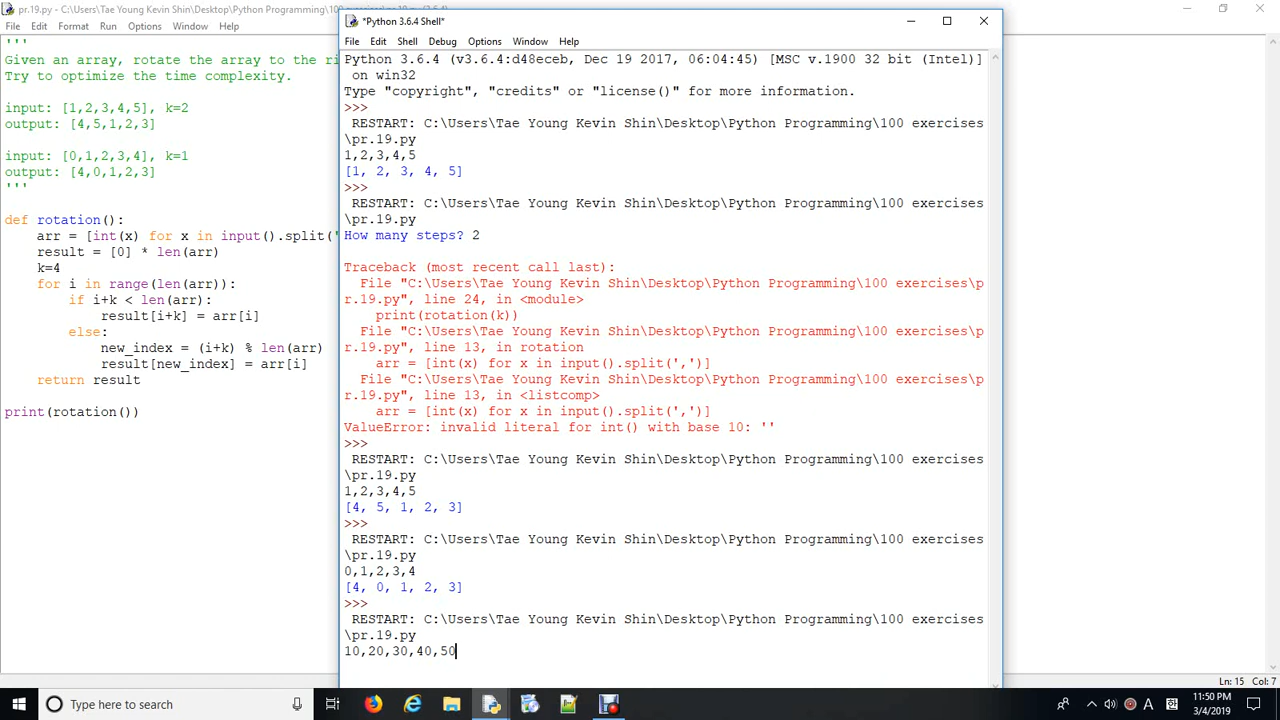 pr.19.py - C:\Users\Tae Young Kevin Shin\Desktop\Python Programming\100 exercises\pr.19.py (3.6.4)
File Edit Format Run Options Window Help
'''
Given an array, rotate the array to the ri
Try to optimize the time complexity.
input: [1,2,3,4,5], k=2
output: [4,5,1,2,3]
input: [0,1,2,3,4], k=1
output: [4,0,1,2,3]
'''
def rotation():
    arr = [int(x) for x in input().split('
    result = [0] * len(arr)
    k=4
    for i in range(len(arr)):
        if i+k < len(arr):
            result[i+k] = arr[i]
        else:
            new_index = (i+k) % len(arr)
            result[new_index] = arr[i]
    return result
print(rotation())
*Python 3.6.4 Shell*
File Edit Shell Debug Options Window Help
Python 3.6.4 (v3.6.4:d48eceb, Dec 19 2017, 06:04:45) [MSC v.1900 32 bit (Intel)]
 on win32
Type "copyright", "credits" or "license()" for more information.
>>>
 RESTART: C:\Users\Tae Young Kevin Shin\Desktop\Python Programming\100 exercises
\pr.19.py
1,2,3,4,5
[1, 2, 3, 4, 5]
>>>
 RESTART: C:\Users\Tae Young Kevin Shin\Desktop\Python Programming\100 exercises
\pr.19.py
How many steps? 2
Traceback (most recent call last):
  File "C:\Users\Tae Young Kevin Shin\Desktop\Python Programming\100 exercises\p
r.19.py", line 24, in <module>
    print(rotation(k))
  File "C:\Users\Tae Young Kevin Shin\Desktop\Python Programming\100 exercises\p
r.19.py", line 13, in rotation
    arr = [int(x) for x in input().split(',')]
  File "C:\Users\Tae Young Kevin Shin\Desktop\Python Programming\100 exercises\p
r.19.py", line 13, in <listcomp>
    arr = [int(x) for x in input().split(',')]
ValueError: invalid literal for int() with base 10: ''
>>>
 RESTART: C:\Users\Tae Young Kevin Shin\Desktop\Python Programming\100 exercises
\pr.19.py
1,2,3,4,5
[4, 5, 1, 2, 3]
>>>
 RESTART: C:\Users\Tae Young Kevin Shin\Desktop\Python Programming\100 exercises
\pr.19.py
0,1,2,3,4
[4, 0, 1, 2, 3]
>>>
 RESTART: C:\Users\Tae Young Kevin Shin\Desktop\Python Programming\100 exercises
\pr.19.py
10,20,30,40,50
Ln: 15 Col: 7
Type here to search
A
11:50 PM
3/4/2019